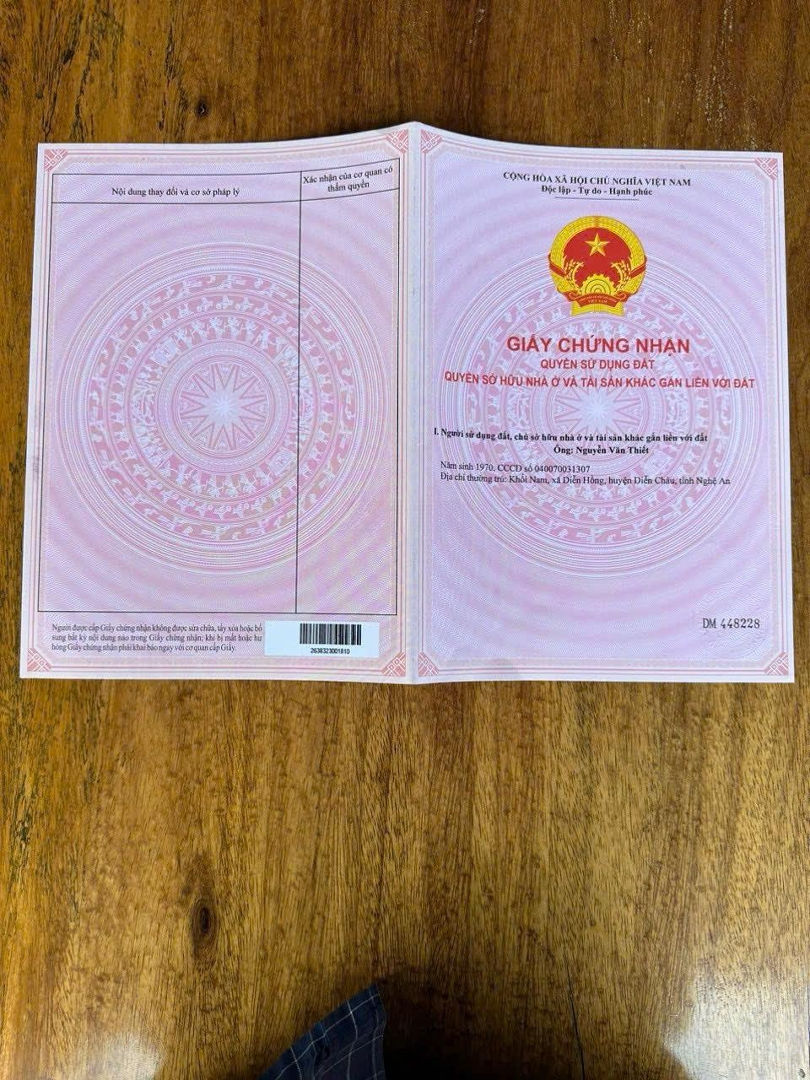 Nội dung thay đổi và cơ sở pháp lý
Xác nhận của cơ quan có
thẩm quyền
Người được cấp Giấy chứng nhận không được sửa chữa, tẩy xóa hoặc bổ
sung bất kỳ nội dung nào trong Giấy chứng nhận; khi bị mất hoặc hư
hỏng Giấy chứng nhận phải khai báo ngay với cơ quan cấp Giấy.
2638323001810
CỘNG HÒA XÃ HỘI CHỦ NGHĨA VIỆT NAM
Độc lập - Tự do - Hạnh phúc
VIỆT NAM
GIẤY CHỨNG NHẬN
QUYỀN SỬ DỤNG ĐẤT
QUYỀN SỞ HỮU NHÀ Ở VÀ TÀI SẢN KHÁC GẮN LIỀN VỚI ĐẤT
I. Người sử dụng đất, chủ sở hữu nhà ở và tài sản khác gắn liền với đất
Ông: Nguyễn Văn Thiết
Năm sinh 1970, CCCD số 040070031307
Địa chỉ thường trú: Khối Nam, xã Diễn Hồng, huyện Diễn Châu, tỉnh Nghệ An
DM 448228